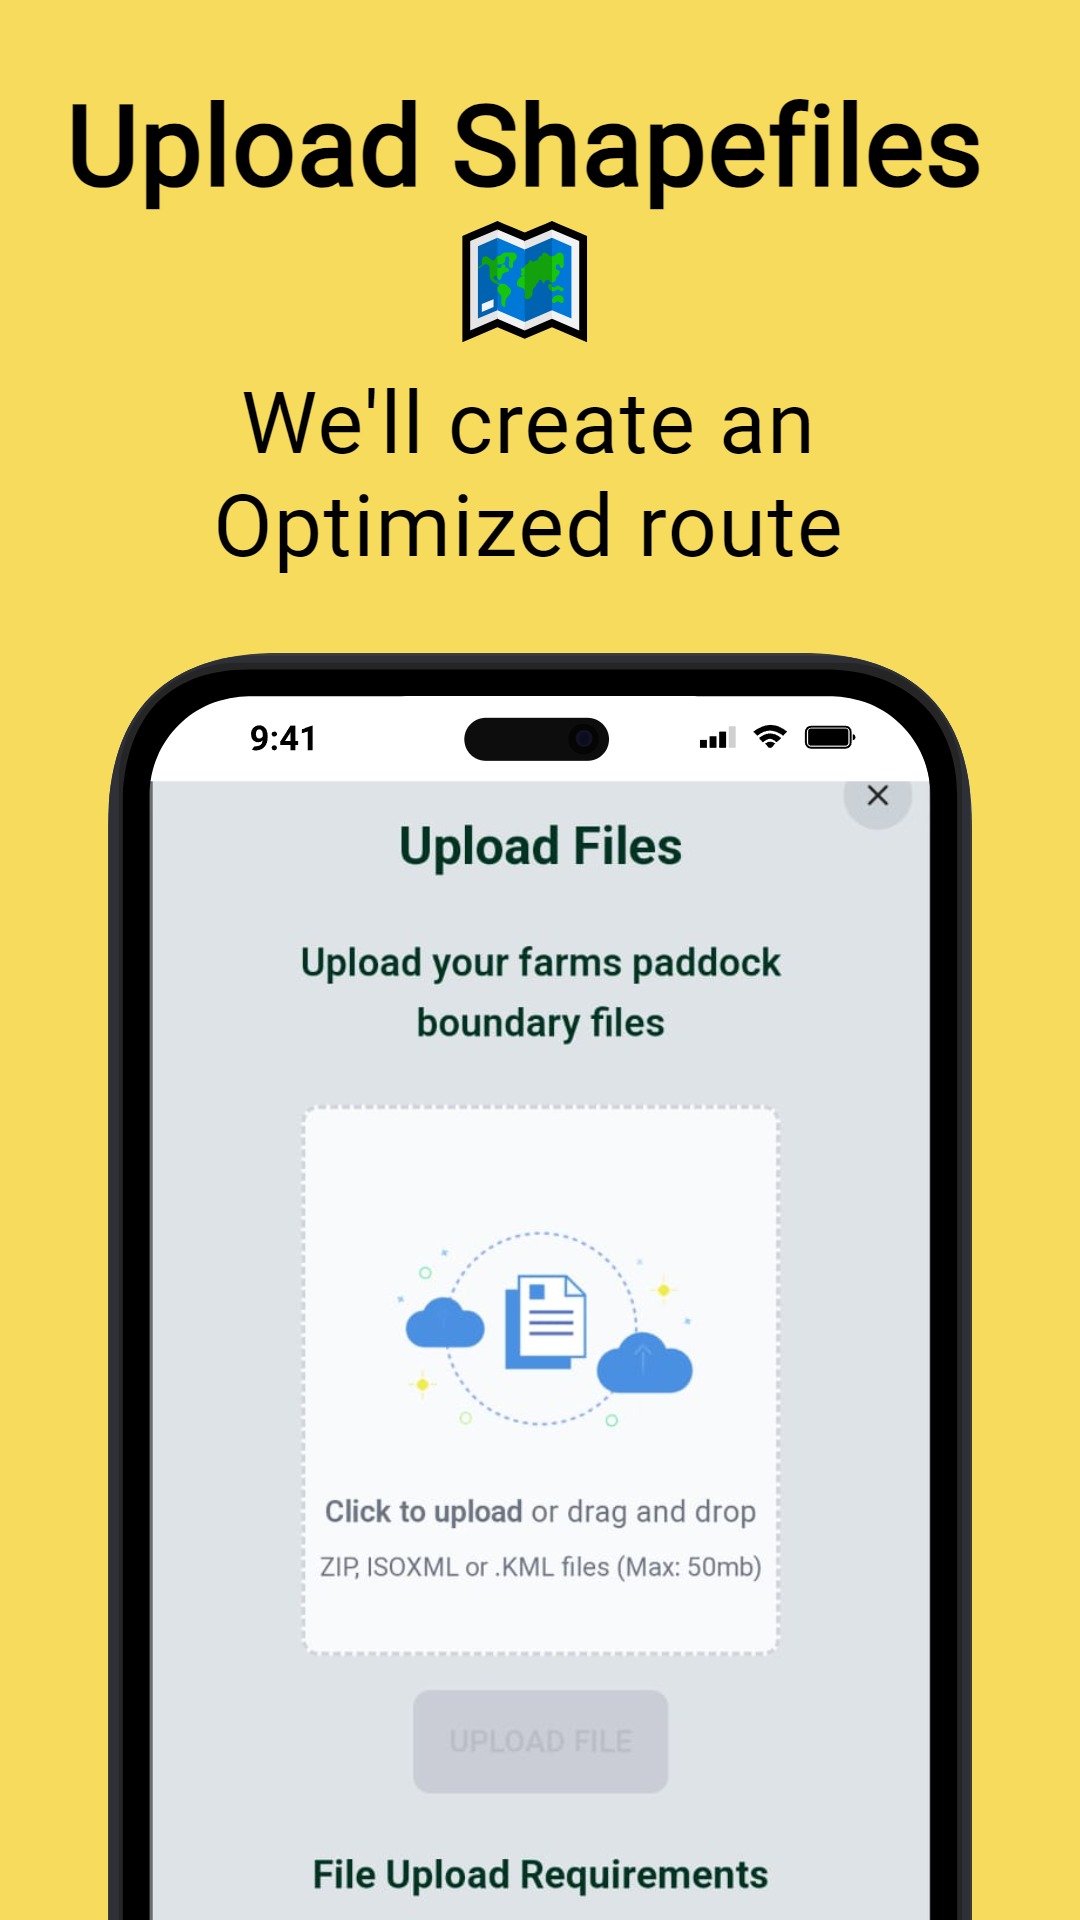 Upload Shapefiles
We'll create an
Optimized route
9:41
Upload Files
Upload your farms paddock
boundary files
Click to upload or drag and drop
ZIP, ISOXML or .KML files (Max: 50mb)
UPLOAD FILE
File Upload Requirements